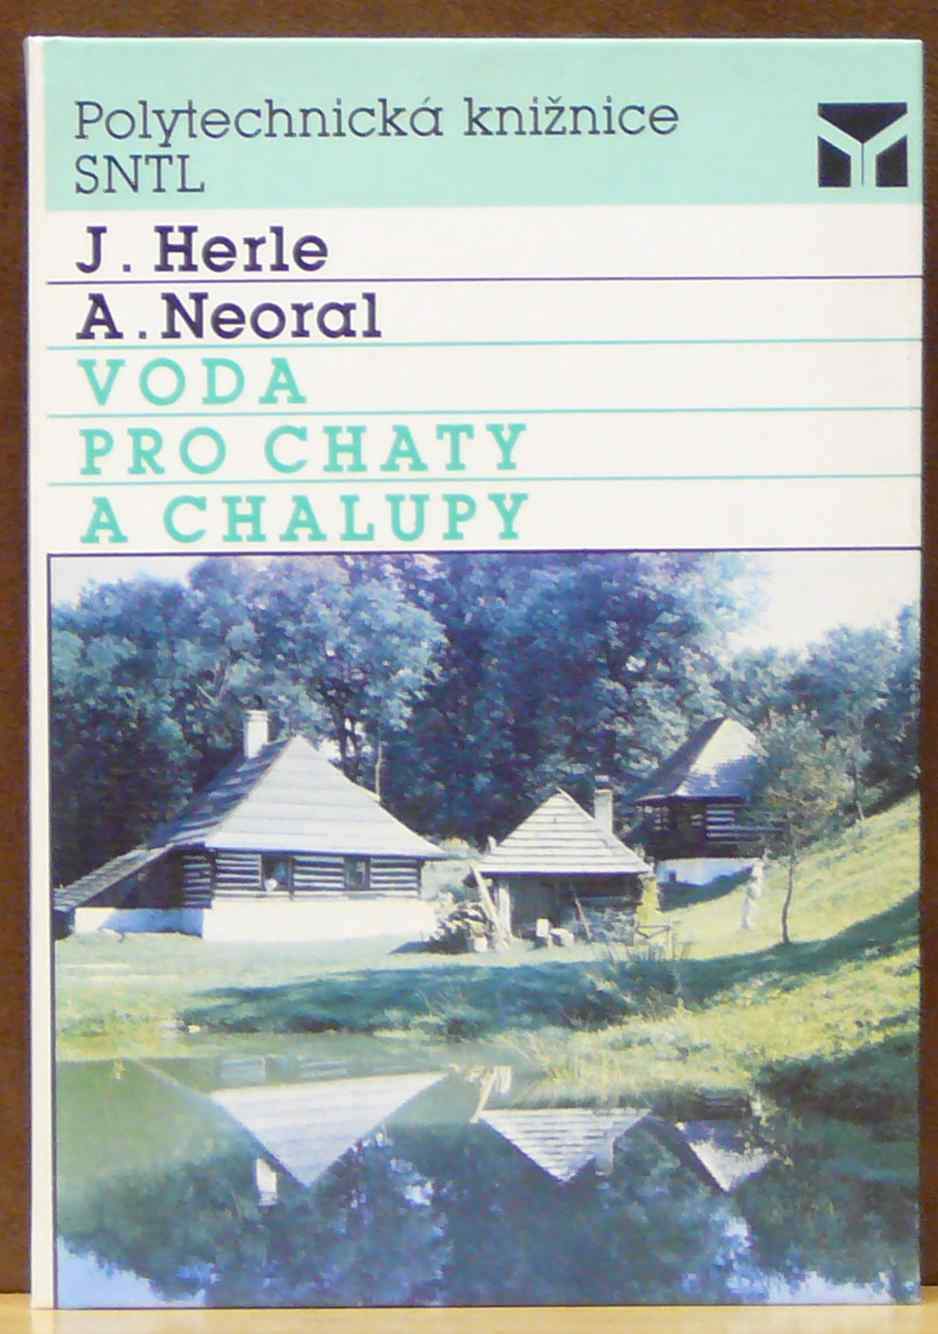 Polytechnická knižnice
SNTL
J. Herle
A. Neoral
VODA
PRO CHATY
A CHALUPY